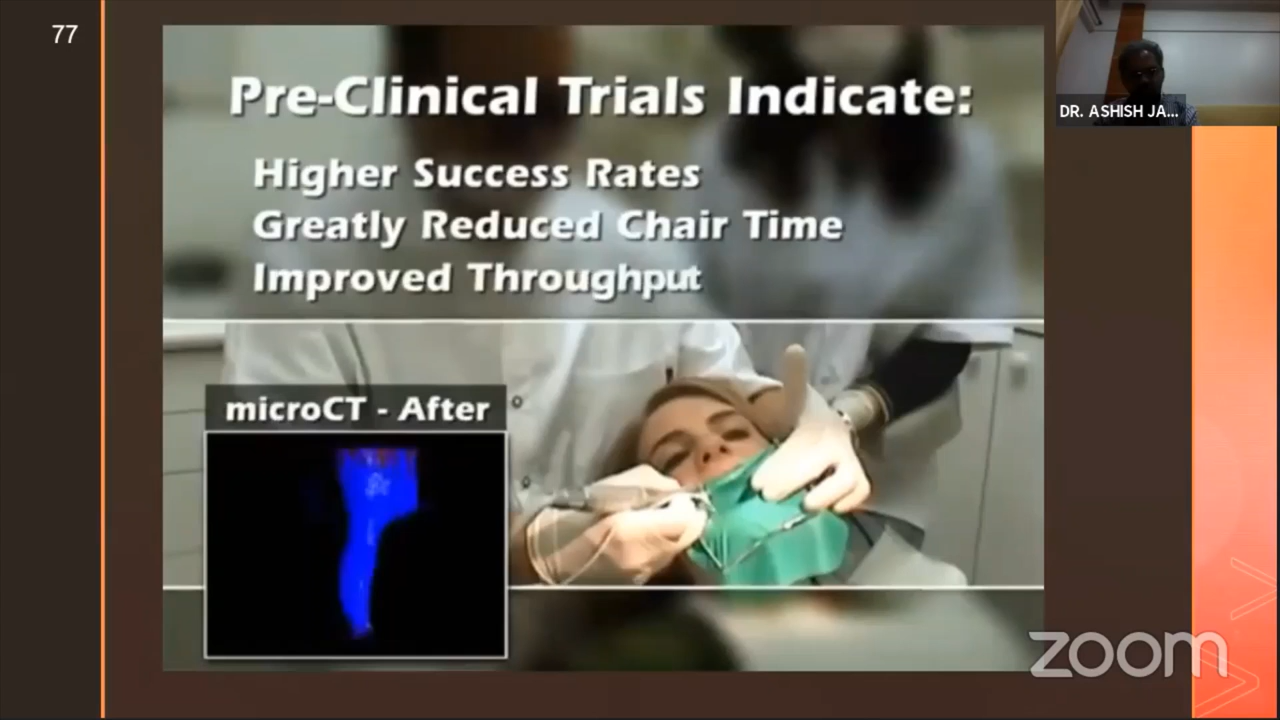 77
Pre-Clinical Trials Indicate:
Higher Success Rates
Greatly Reduced Chair Time
Improved Throughput
microCT - After
DR. ASHISH JA...
zoom